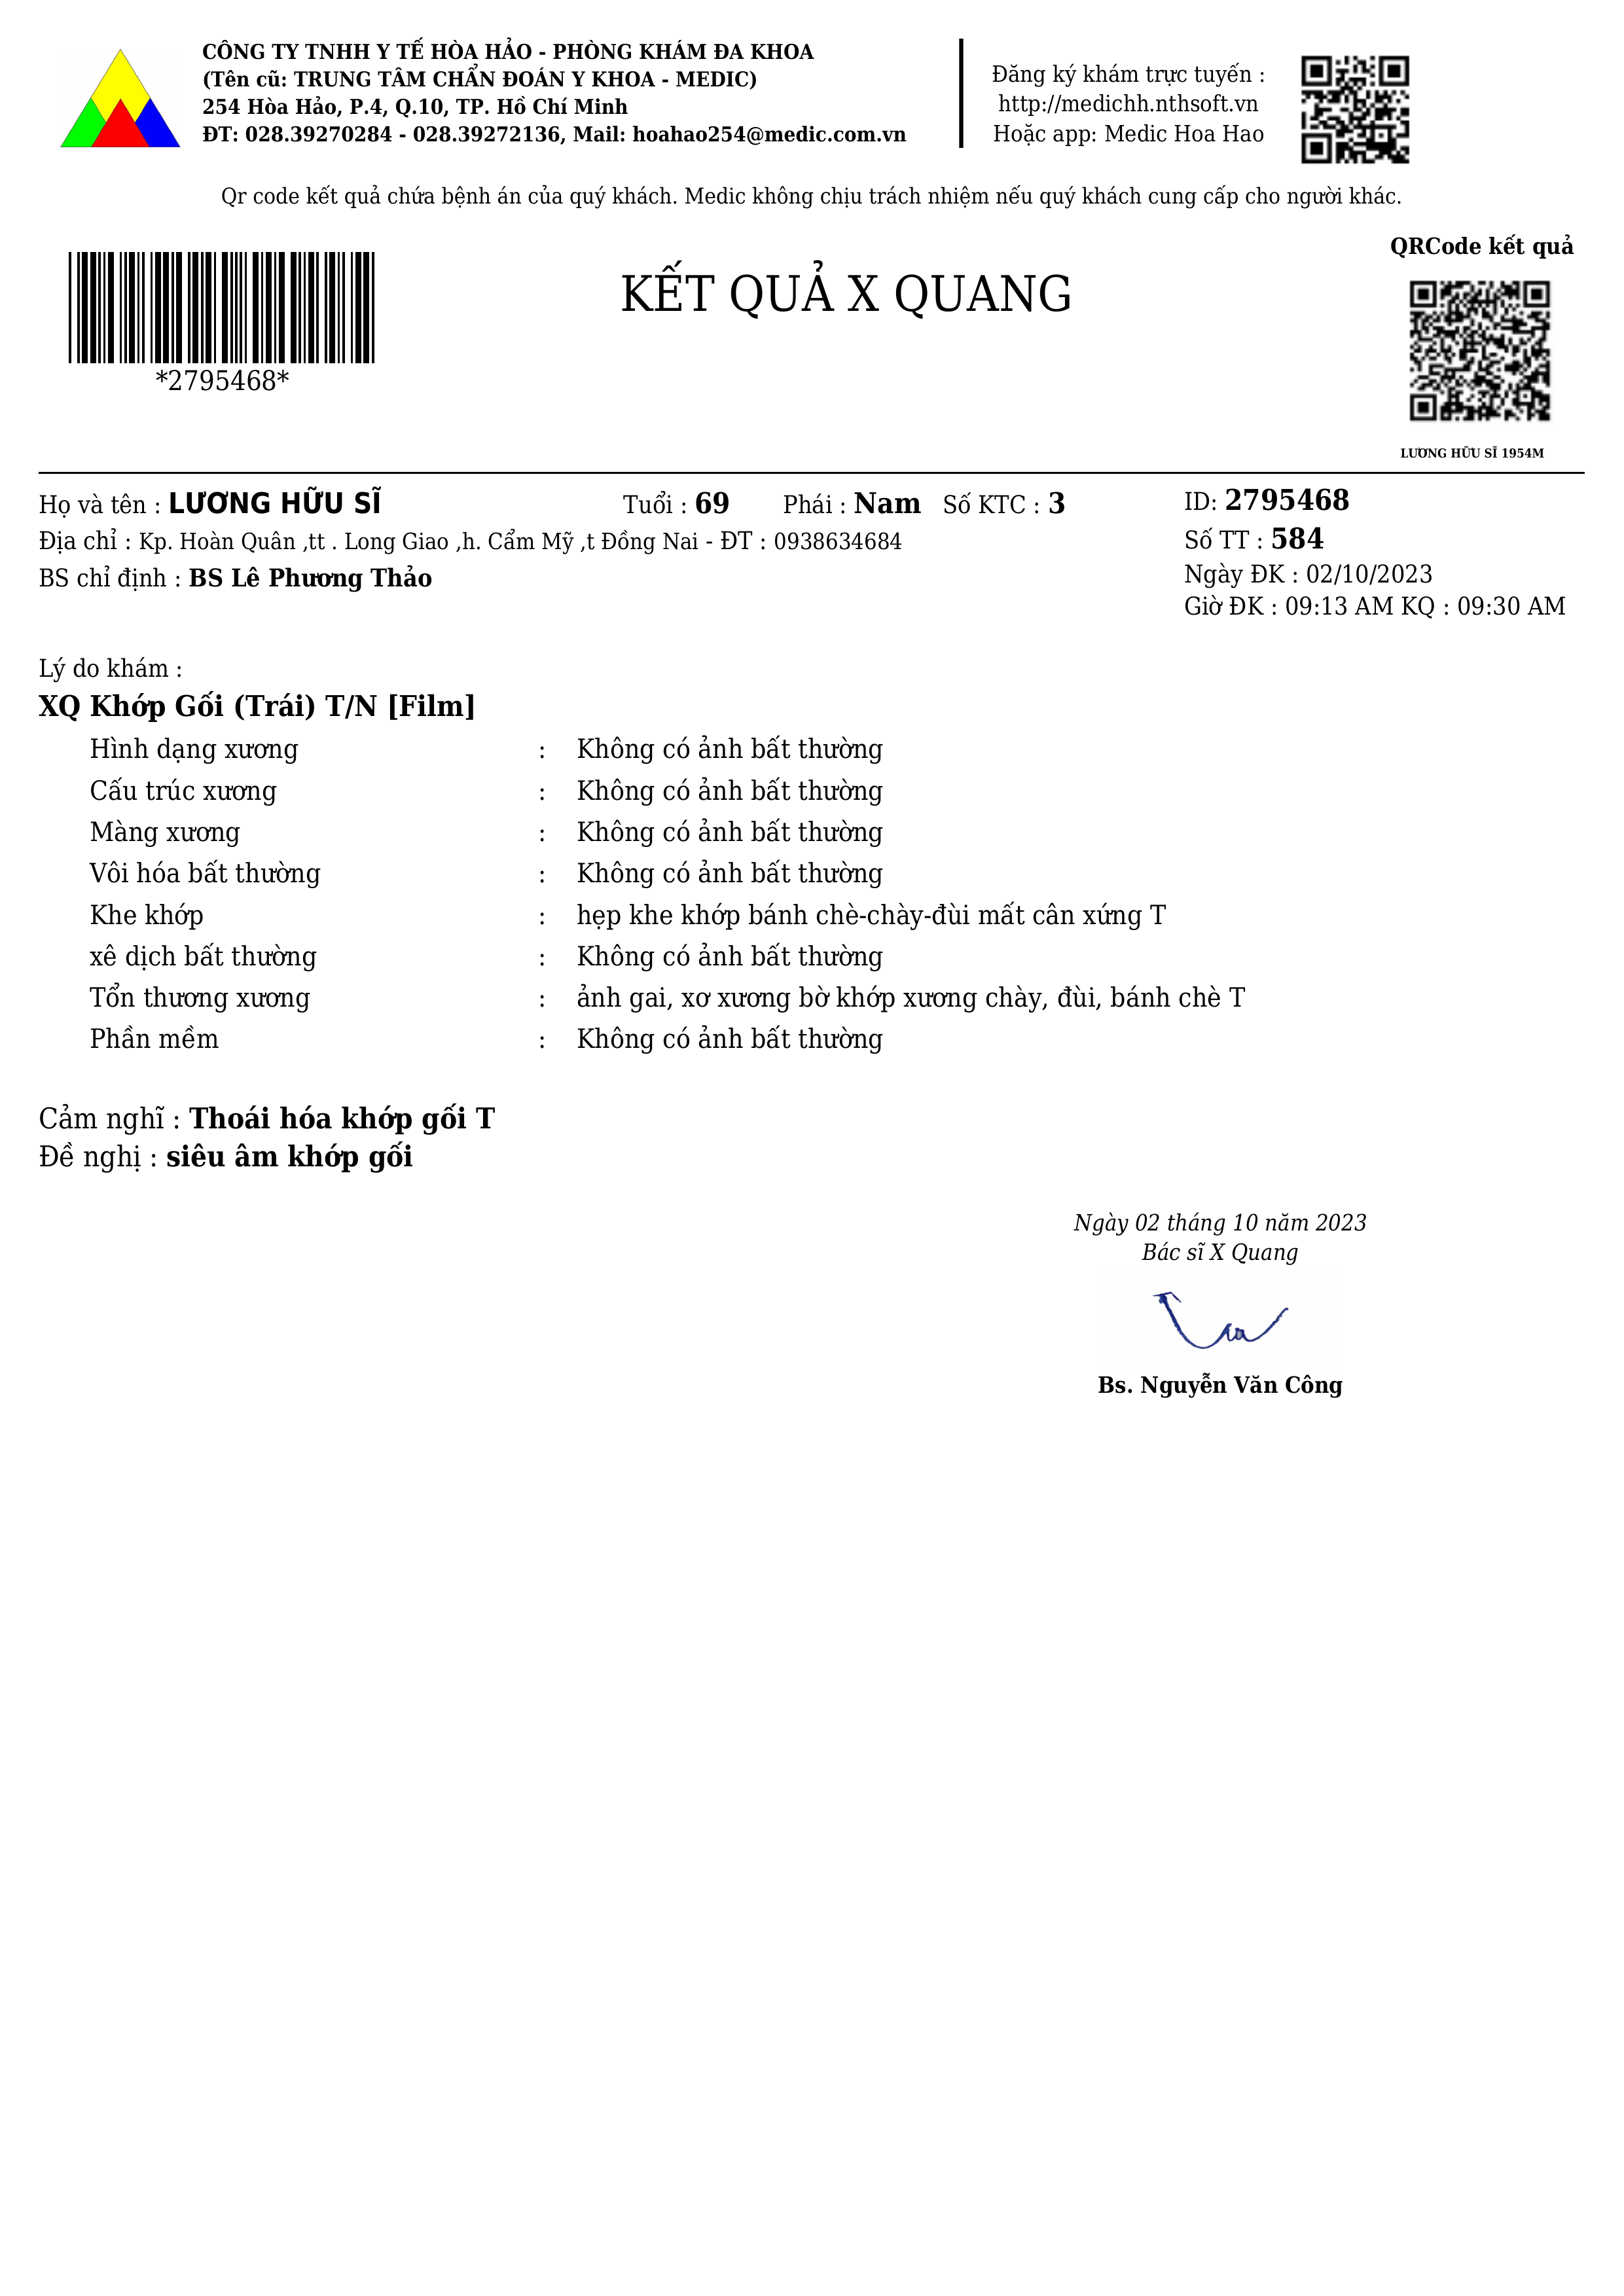 CÔNG TY TNHH Y TẾ HÒA HẢO - PHÒNG KHÁM ĐA KHOA
(Tên cũ: TRUNG TÂM CHẨN ĐOÁN Y KHOA - MEDIC)
254 Hòa Hảo, P.4, Q.10, TP. Hồ Chí Minh
ĐT: 028.39270284 - 028.39272136, Mail: hoahao254@medic.com.vn
Đăng ký khám trực tuyến :
http://medichh.nthsoft.vn
Hoặc app: Medic Hoa Hao
Qr code kết quả chứa bệnh án của quý khách. Medic không chịu trách nhiệm nếu quý khách cung cấp cho người khác.
*2795468*
KẾT QUẢ X QUANG
QRCode kết quả
LƯƠNG HỮU SĨ 1954M
Họ và tên : LƯƠNG HỮU SĨ Tuổi : 69 Phái : Nam Số KTC : 3 ID: 2795468
Địa chỉ : Kp. Hoàn Quân ,tt . Long Giao ,h. Cẩm Mỹ ,t Đồng Nai - ĐT : 0938634684 Số TT : 584
BS chỉ định : BS Lê Phương Thảo Ngày ĐK : 02/10/2023
Giờ ĐK : 09:13 AM KQ : 09:30 AM
Lý do khám :
XQ Khớp Gối (Trái) T/N [Film]
Hình dạng xương : Không có ảnh bất thường
Cấu trúc xương : Không có ảnh bất thường
Màng xương : Không có ảnh bất thường
Vôi hóa bất thường : Không có ảnh bất thường
Khe khớp : hẹp khe khớp bánh chè-chày-đùi mất cân xứng T
xê dịch bất thường : Không có ảnh bất thường
Tổn thương xương : ảnh gai, xơ xương bờ khớp xương chày, đùi, bánh chè T
Phần mềm : Không có ảnh bất thường
Cảm nghĩ : Thoái hóa khớp gối T
Đề nghị : siêu âm khớp gối
Ngày 02 tháng 10 năm 2023
Bác sĩ X Quang
Bs. Nguyễn Văn Công